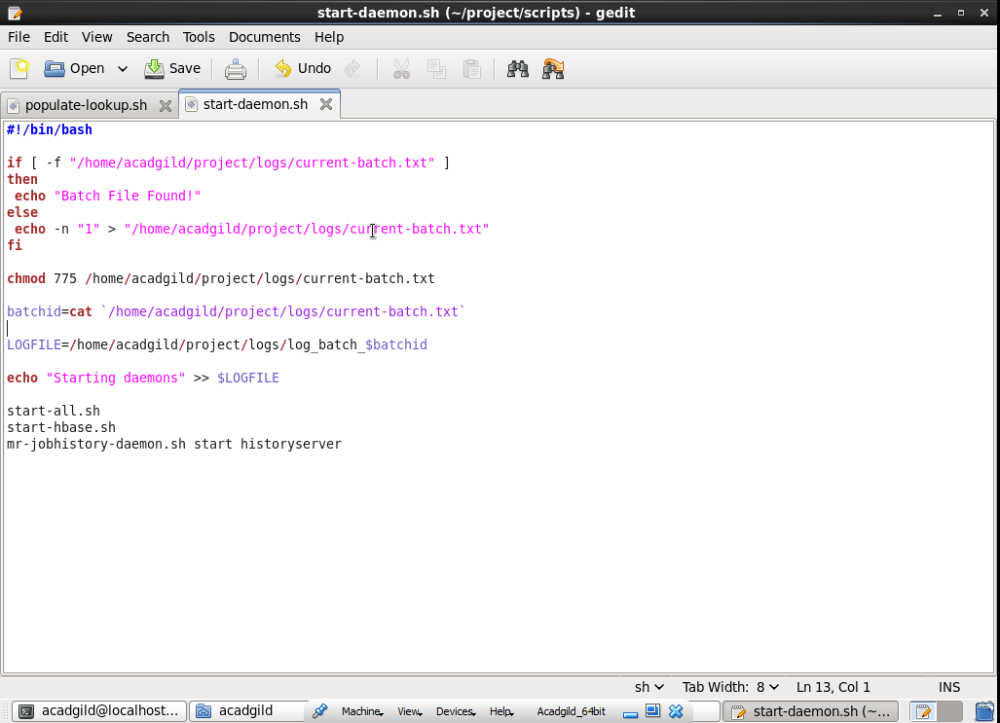 start-daemon.sh (~/project/scripts) - gedit
File Edit View Search Tools Documents Help
Open Save Undo
populate-lookup.sh start-daemon.sh
#!/bin/bash
if [ -f "/home/acadgild/project/logs/current-batch.txt" ]
then
echo "Batch File Found!"
else
echo -n "1" > "/home/acadgild/project/logs/current-batch.txt"
fi
chmod 775 /home/acadgild/project/logs/current-batch.txt
batchid=cat `/home/acadgild/project/logs/current-batch.txt`
LOGFILE=/home/acadgild/project/logs/log_batch_$batchid
echo "Starting daemons" >> $LOGFILE
start-all.sh
start-hbase.sh
mr-jobhistory-daemon.sh start historyserver
sh Tab Width: 8 Ln 13, Col 1 INS
acadgild@localhost... acadgild Machine View Devices Help Acadgild_64bit start-daemon.sh (~...